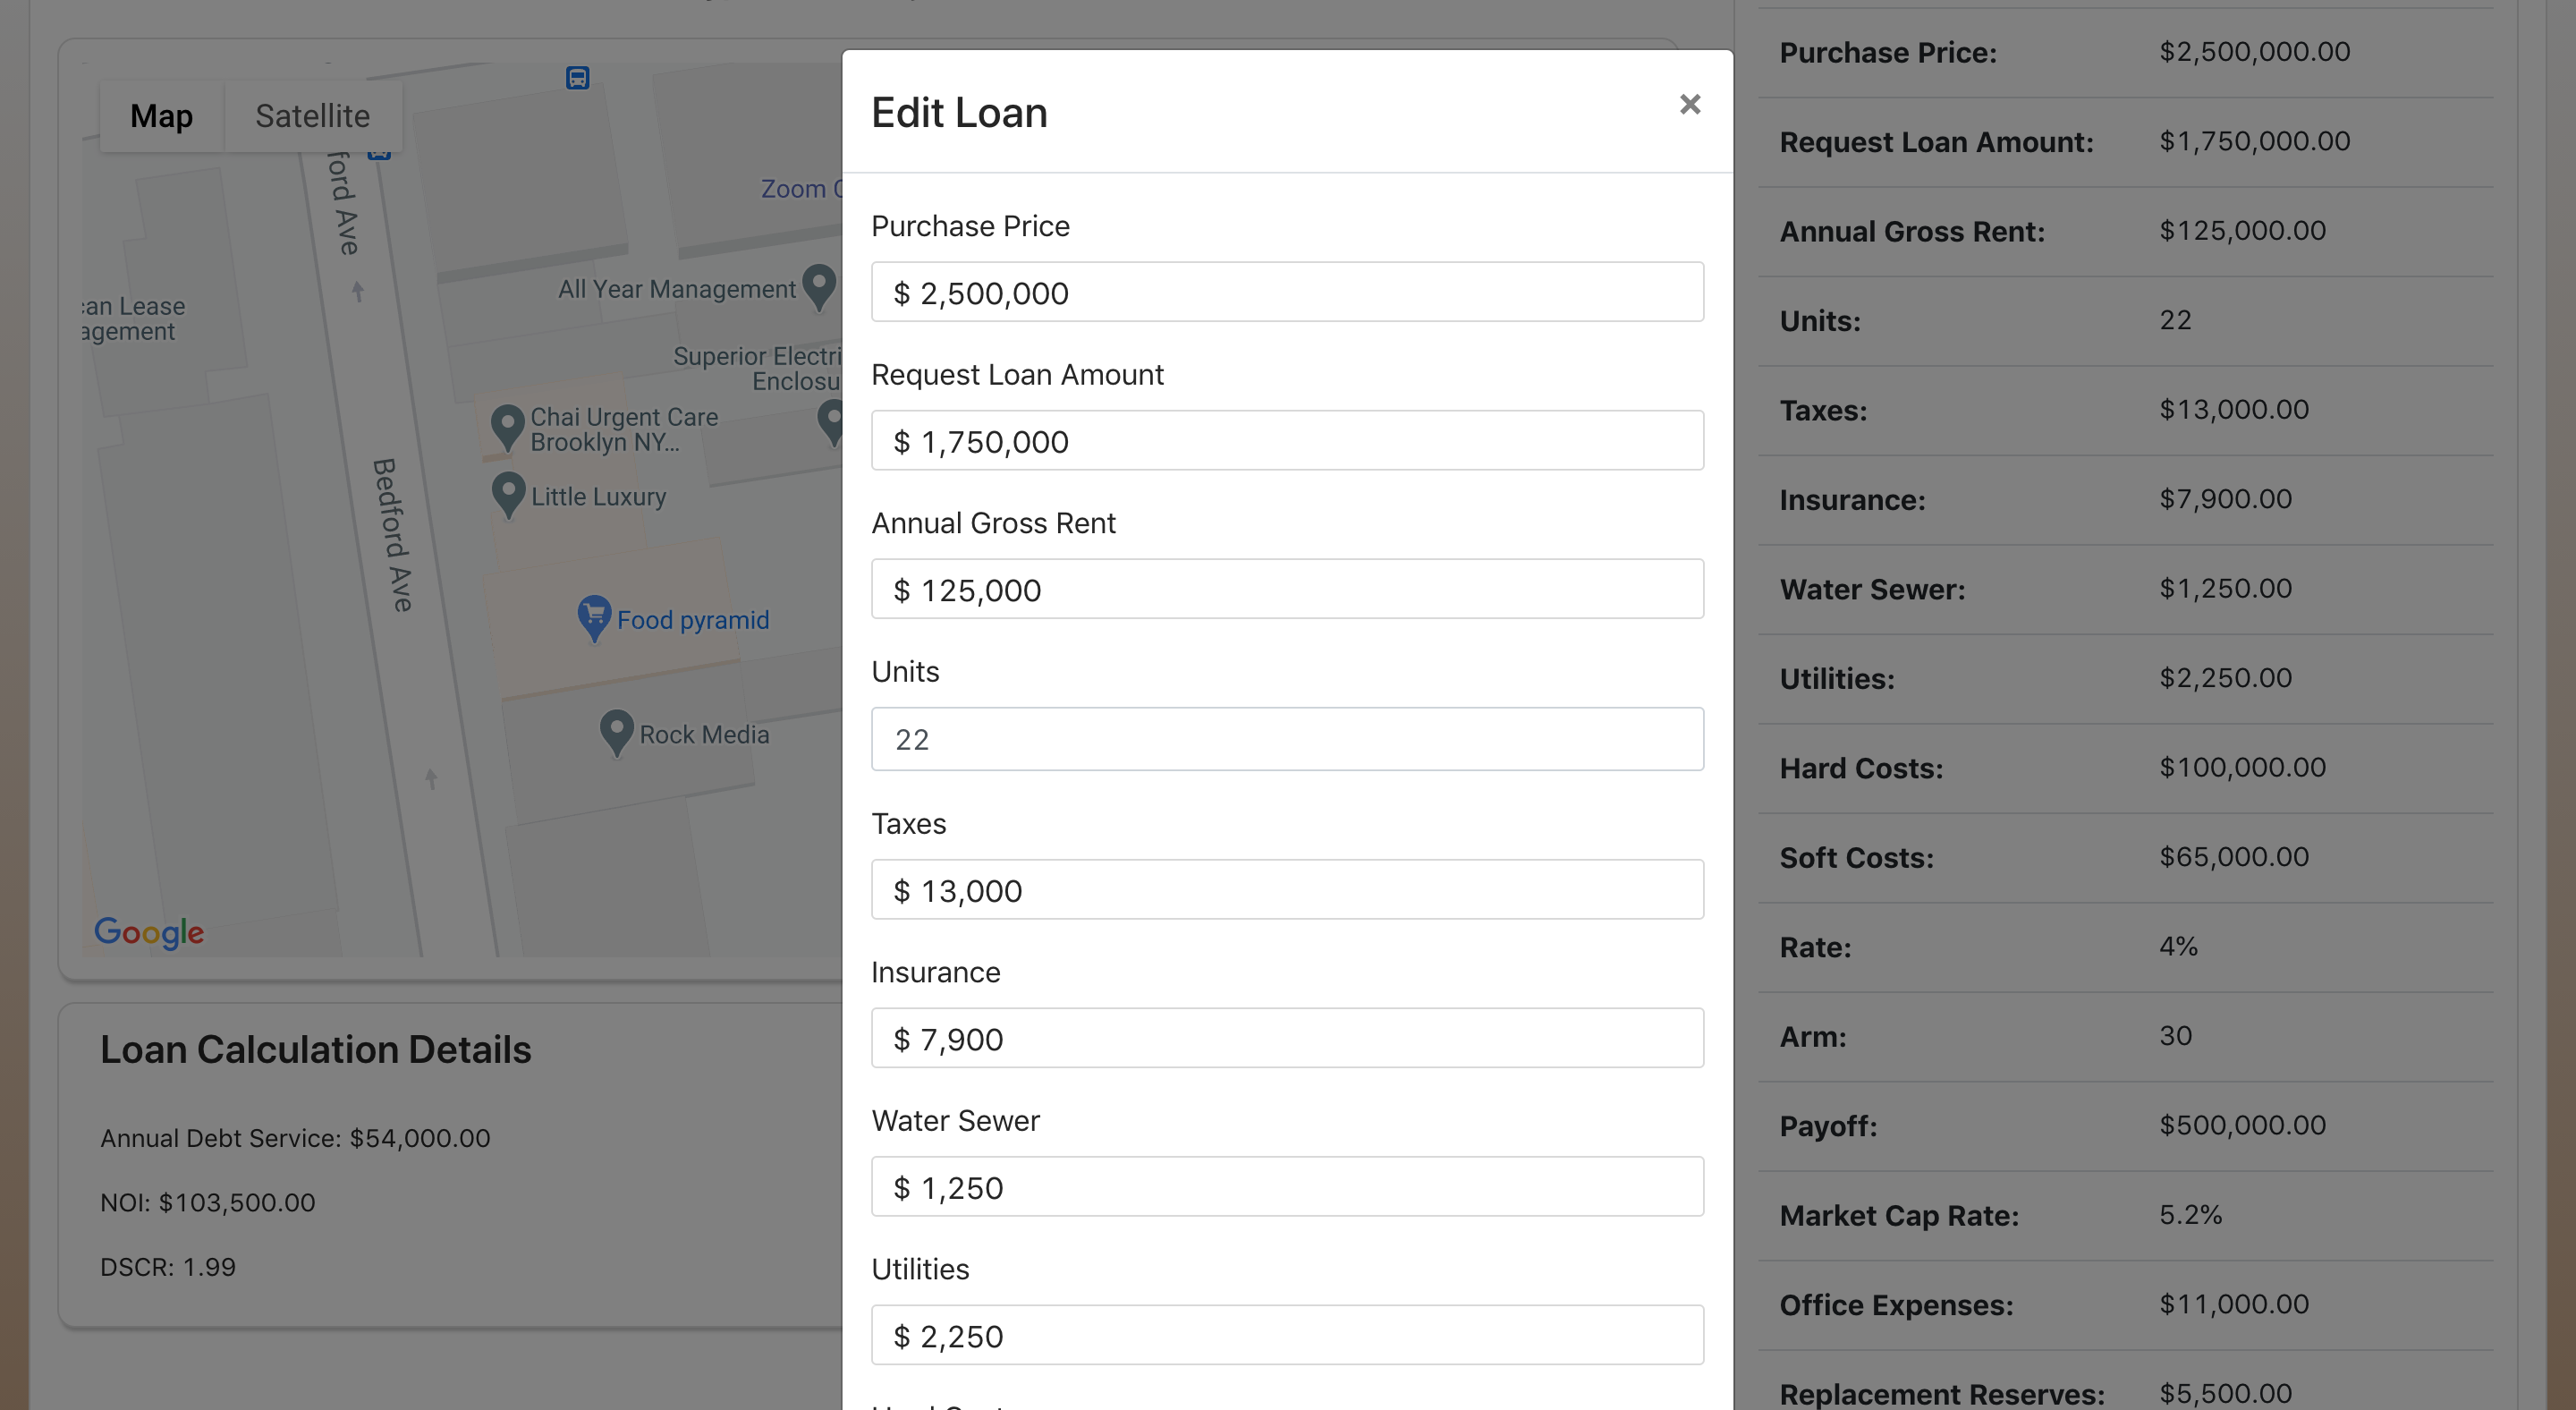 Map
Satellite
ford Ave
Zoom
All Year Management
Lease
Superior
Chai Urgent Care
Brooklyn NY...
Little Luxury
Bedford Ave
Food pyramid
Rock Media
Google
Loan Calculation Details
Annual Debt Service: $54,000.00
NOI: $103,500.00
DSCR: 1.99
Edit Loan
×
Purchase Price
$ 2,500,000
Request Loan Amount
$ 1,750,000
Annual Gross Rent
$ 125,000
Units
22
Taxes
$ 13,000
Insurance
$ 7,900
Water Sewer
$ 1,250
Utilities
$ 2,250
Purchase Price: $2,500,000.00
Request Loan Amount: $1,750,000.00
Annual Gross Rent: $125,000.00
Units: 22
Taxes: $13,000.00
Insurance: $7,900.00
Water Sewer: $1,250.00
Utilities: $2,250.00
Hard Costs: $100,000.00
Soft Costs: $65,000.00
Rate: 4%
Arm: 30
Payoff: $500,000.00
Market Cap Rate: 5.2%
Office Expenses: $11,000.00
Replacement Reserves: $5,500.00